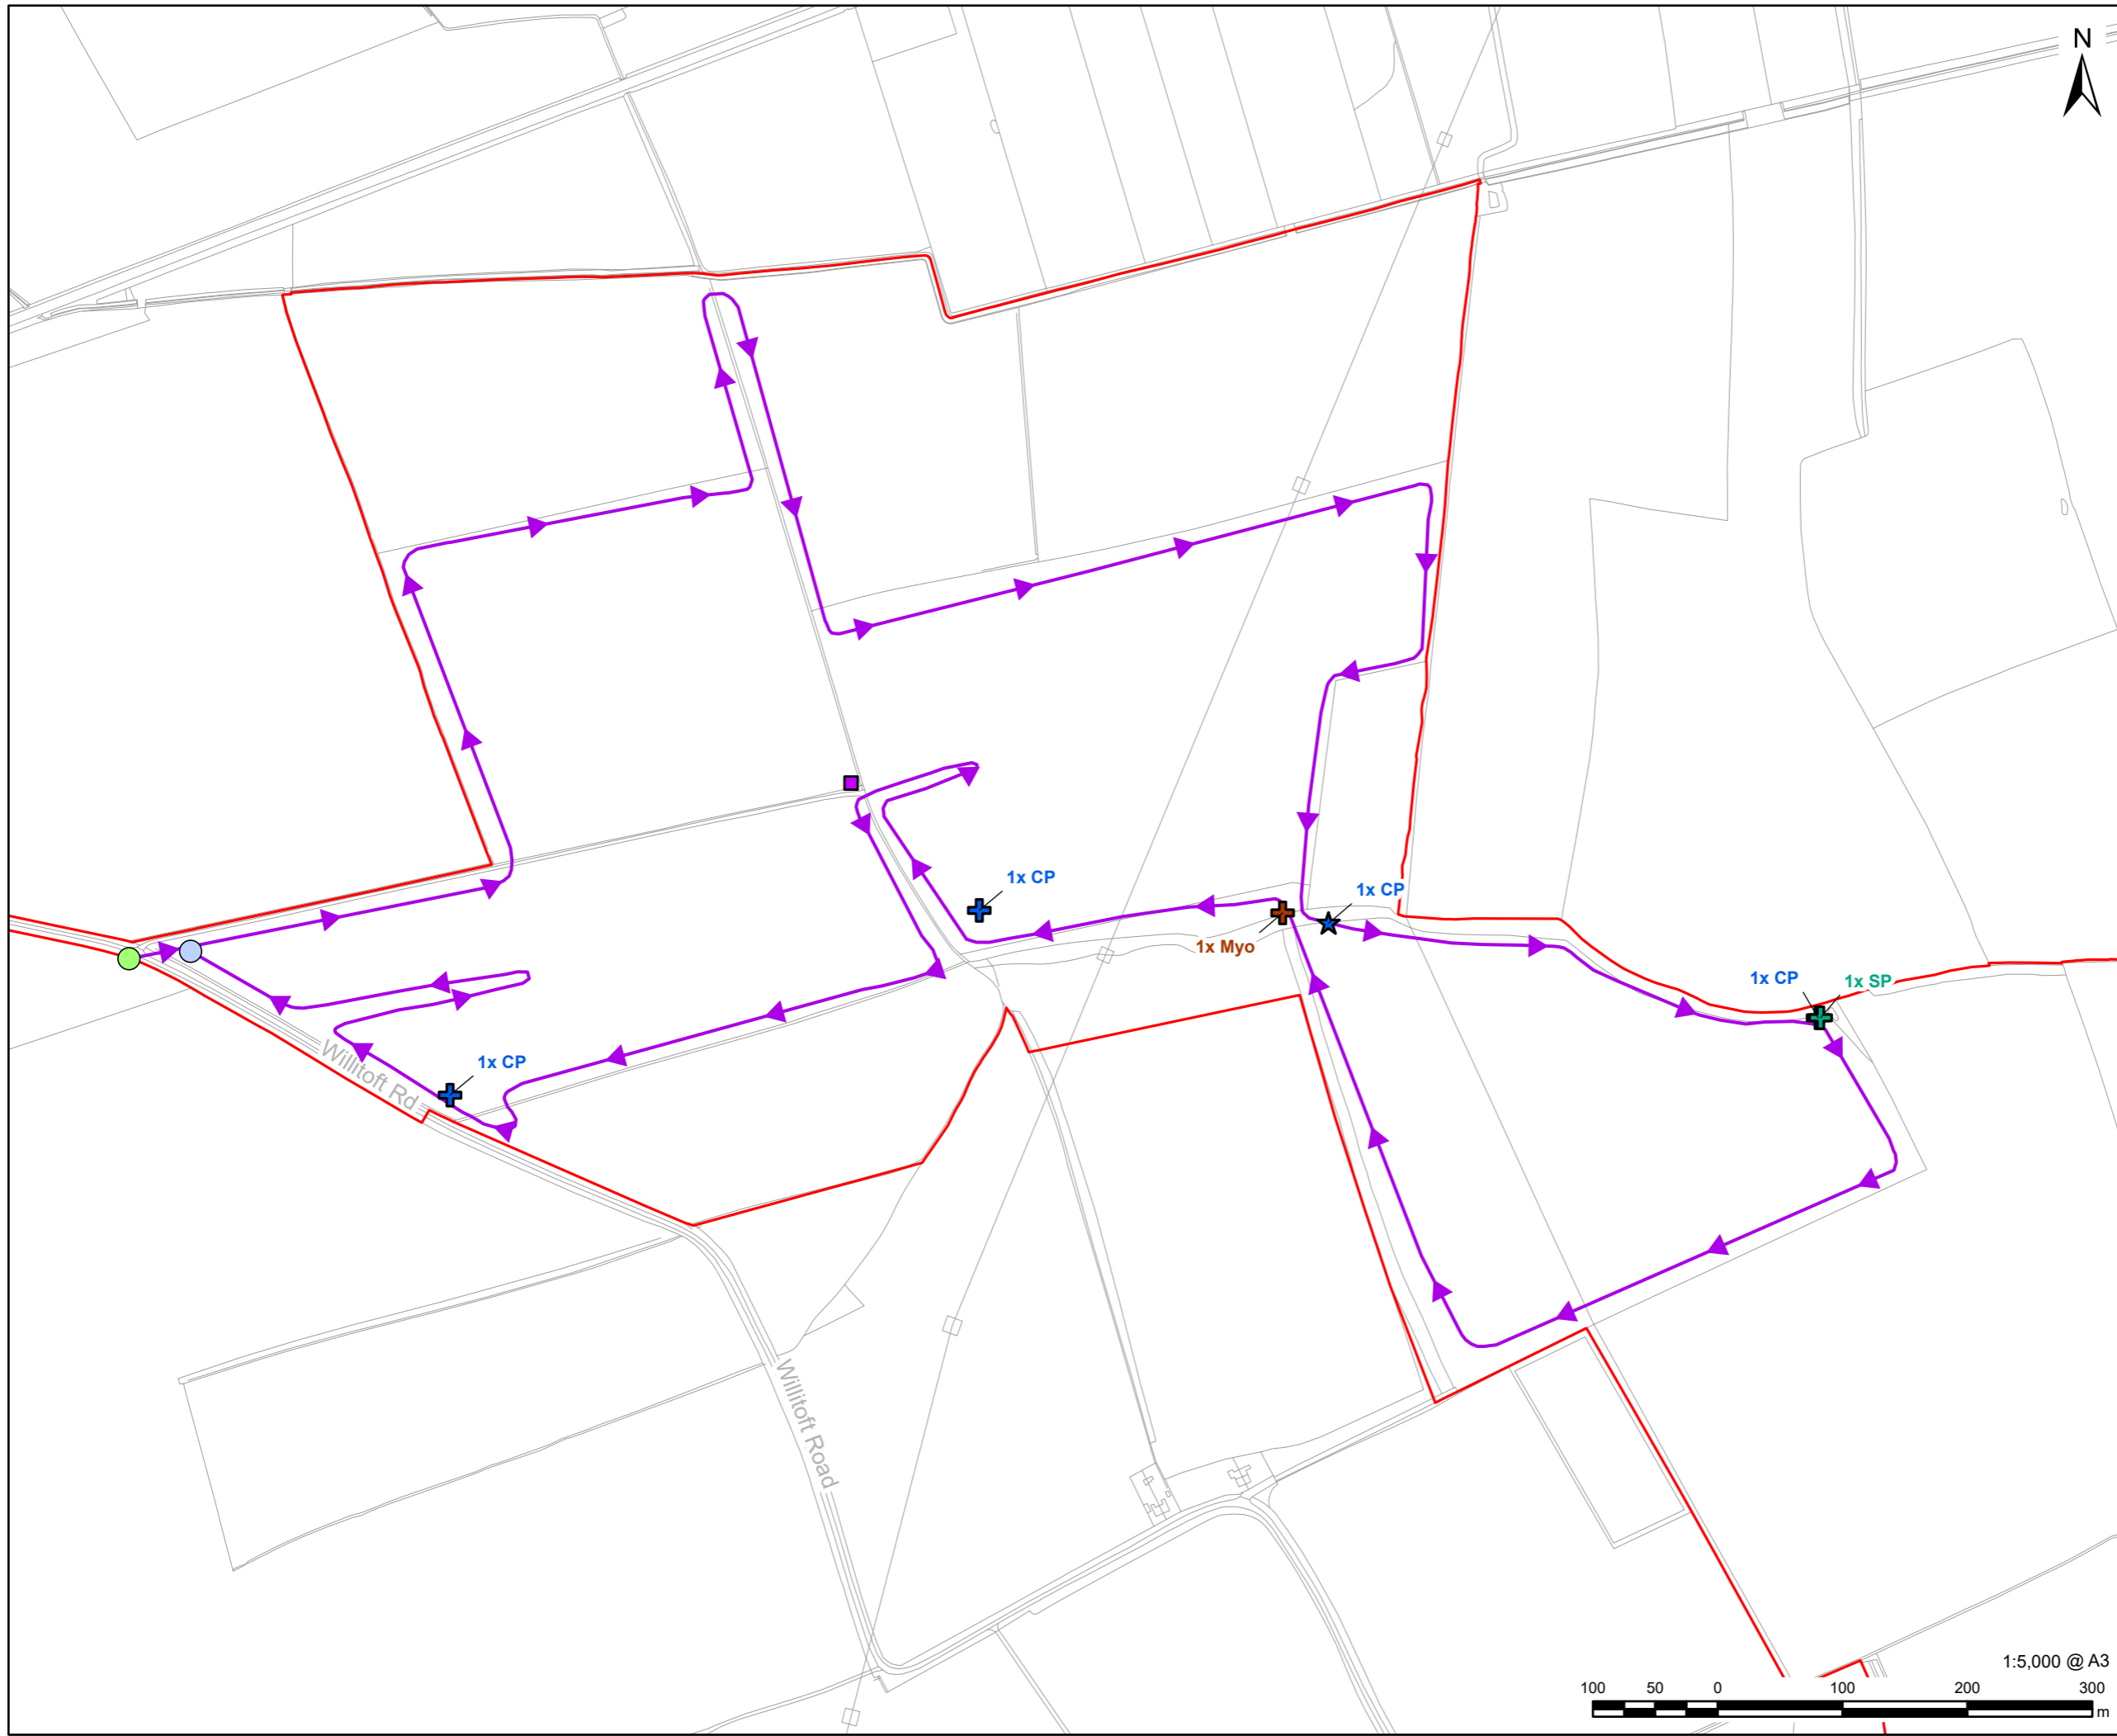 N
1x CP
1x CP
1x Myo
1x CP
1x SP
Willitoft Rd
1x CP
Willitoft Road
1:5,000 @ A3
100 50 0 100 200 300
m